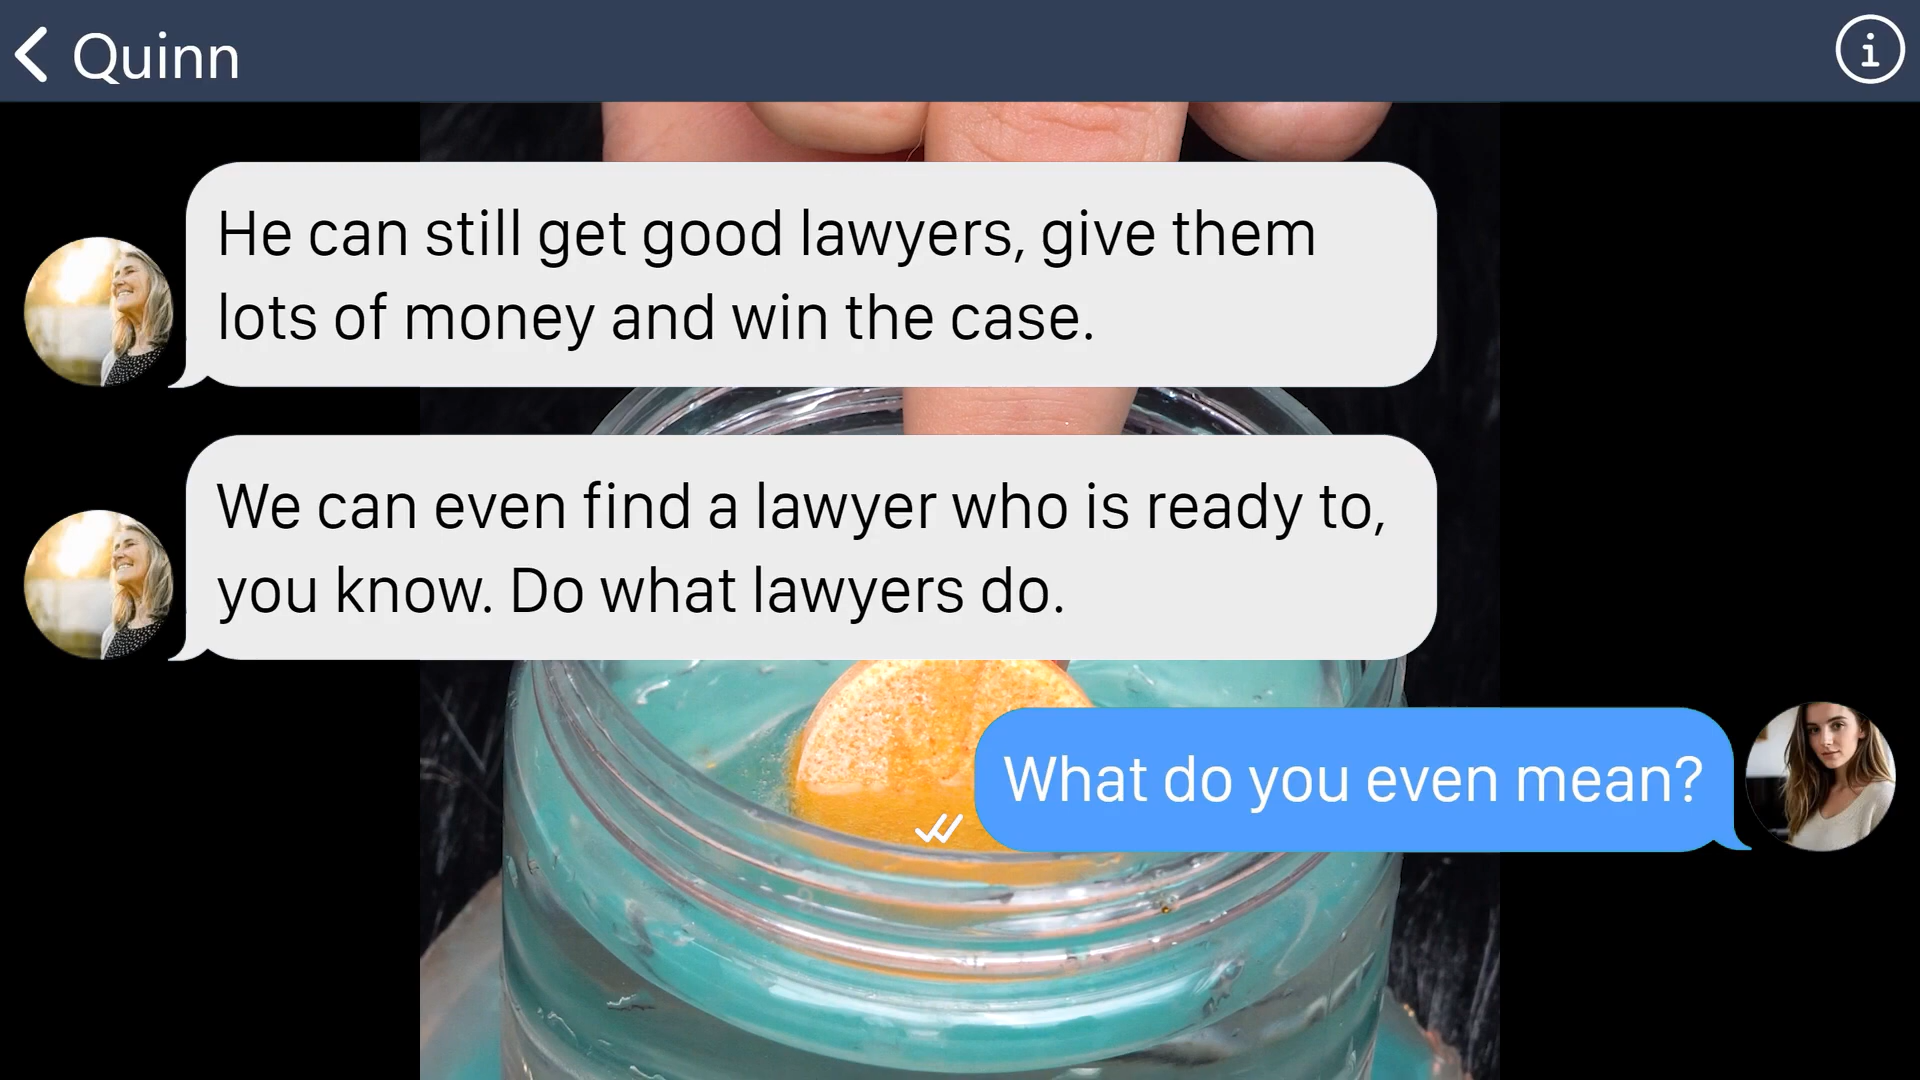 Quinn
He can still get good lawyers, give them
lots of money and win the case.
We can even find a lawyer who is ready to,
you know. Do what lawyers do.
What do you even mean?